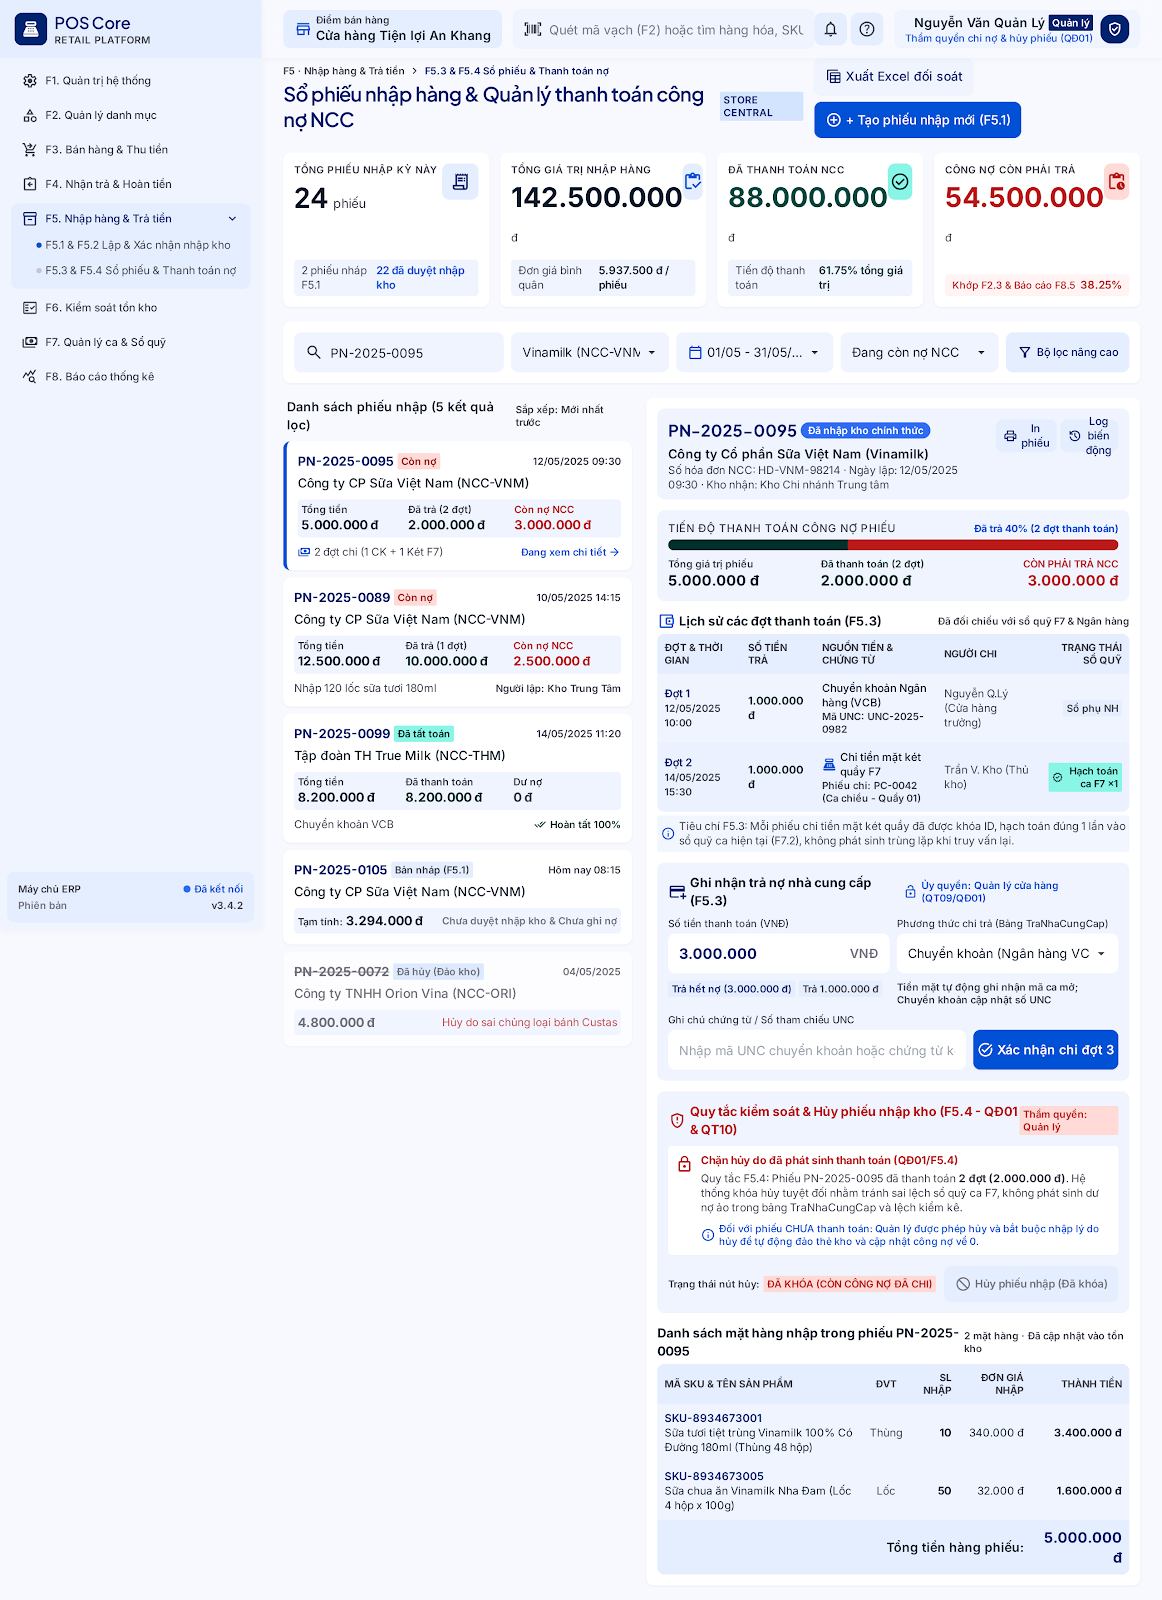 POS Core
RETAIL PLATFORM
F1. Quản trị hệ thống
F2. Quản lý danh mục
F3. Bán hàng & Thu tiền
F4. Nhận trả & Hoàn tiền
F5. Nhập hàng & Trả tiền
F5.1 & F5.2 Lập & Xác nhận nhập kho
F5.3 & F5.4 Sổ phiếu & Thanh toán nợ
F6. Kiểm soát tồn kho
F7. Quản lý ca & Sổ quỹ
F8. Báo cáo thống kê
Máy chủ ERP
Đã kết nối
Phiên bản
v3.4.2
Điểm bán hàng
Cửa hàng Tiện lợi An Khang
Quét mã vạch (F2) hoặc tìm hàng hóa, SKU
Nguyễn Văn Quản Lý Quản lý
Thẩm quyền chi nợ & hủy phiếu (QĐ01)
F5 · Nhập hàng & Trả tiền > F5.3 & F5.4 Sổ phiếu & Thanh toán nợ
Sổ phiếu nhập hàng & Quản lý thanh toán công
nợ NCC
STORE
CENTRAL
Xuất Excel đối soát
+ Tạo phiếu nhập mới (F5.1)
TỔNG PHIẾU NHẬP KỲ NÀY
24 phiếu
2 phiếu nháp
F5.1
22 đã duyệt nhập
kho
TỔNG GIÁ TRỊ NHẬP HÀNG
142.500.000
đ
Đơn giá bình
quân
5.937.500 đ /
phiếu
ĐÃ THANH TOÁN NCC
88.000.000
đ
Tiến độ thanh
toán
61.75% tổng giá
trị
CÔNG NỢ CÒN PHẢI TRẢ
54.500.000
đ
Khớp F2.3 & Báo cáo F8.5 38.25%
PN-2025-0095
Vinamilk (NCC-VNM
01/05 - 31/05/...
Đang còn nợ NCC
Bộ lọc nâng cao
Danh sách phiếu nhập (5 kết quả
lọc)
Sắp xếp: Mới nhất
trước
PN-2025-0095 Còn nợ
12/05/2025 09:30
Công ty CP Sữa Việt Nam (NCC-VNM)
Tổng tiền
Đã trả (2 đợt)
Còn nợ NCC
5.000.000 đ
2.000.000 đ
3.000.000 đ
2 đợt chi (1 CK + 1 Két F7)
Đang xem chi tiết →
PN-2025-0089 Còn nợ
10/05/2025 14:15
Công ty CP Sữa Việt Nam (NCC-VNM)
Tổng tiền
Đã trả (1 đợt)
Còn nợ NCC
12.500.000 đ
10.000.000 đ
2.500.000 đ
Nhập 120 lốc sữa tươi 180ml
Người lập: Kho Trung Tâm
PN-2025-0099 Đã tất toán
14/05/2025 11:20
Tập đoàn TH True Milk (NCC-THM)
Tổng tiền
Đã thanh toán
Dư nợ
8.200.000 đ
8.200.000 đ
0 đ
Chuyển khoản VCB
Hoàn tất 100%
PN-2025-0105 Bản nháp (F5.1)
Hôm nay 08:15
Công ty CP Sữa Việt Nam (NCC-VNM)
Tạm tính: 3.294.000 đ
Chưa duyệt nhập kho & Chưa ghi nợ
PN-2025-0072 Đã hủy (Đảo kho)
04/05/2025
Công ty TNHH Orion Vina (NCC-ORI)
4.800.000 đ
Hủy do sai chủng loại bánh Custas
PN-2025-0095 Đã nhập kho chính thức
Công ty Cổ phần Sữa Việt Nam (Vinamilk)
Số hóa đơn NCC: HD-VNM-98214 · Ngày lập: 12/05/2025
09:30 · Kho nhận: Kho Chi nhánh Trung tâm
In
phiếu
Log
biến
động
TIẾN ĐỘ THANH TOÁN CÔNG NỢ PHIẾU
Đã trả 40% (2 đợt thanh toán)
Tổng giá trị phiếu
Đã thanh toán (2 đợt)
CÒN PHẢI TRẢ NCC
5.000.000 đ
2.000.000 đ
3.000.000 đ
Lịch sử các đợt thanh toán (F5.3)
Đã đối chiếu với sổ quỹ F7 & Ngân hàng
ĐỢT & THỜI
GIAN
SỐ TIỀN
TRẢ
NGUỒN TIỀN &
CHỨNG TỪ
NGƯỜI CHI
TRẠNG THÁI
SỔ QUỸ
Đợt 1
12/05/2025
10:00
1.000.000
đ
Chuyển khoản Ngân
hàng (VCB)
Mã UNC: UNC-2025-
0982
Nguyễn Q.Lý
(Cửa hàng
trưởng)
Sổ phụ NH
Đợt 2
14/05/2025
15:30
1.000.000
đ
Chi tiền mặt két
quầy F7
Phiếu chi: PC-0042
(Ca chiều - Quầy 01)
Trần V. Kho (Thủ
kho)
Hạch toán
ca F7 ×1
Tiêu chí F5.3: Mỗi phiếu chi tiền mặt két quầy đã được khóa ID, hạch toán đúng 1 lần vào
sổ quỹ ca hiện tại (F7.2), không phát sinh trùng lặp khi truy vấn lại.
Ghi nhận trả nợ nhà cung cấp
(F5.3)
Ủy quyền: Quản lý cửa hàng
(QT09/QĐ01)
Số tiền thanh toán (VNĐ)
3.000.000 VNĐ
Trả hết nợ (3.000.000 đ)
Trả 1.000.000 đ
Phương thức chi trả (Bảng TraNhaCungCap)
Chuyển khoản (Ngân hàng VC
Tiền mặt tự động ghi nhận mã ca mở;
Chuyển khoản cập nhật số UNC
Ghi chú chứng từ / Số tham chiếu UNC
Nhập mã UNC chuyển khoản hoặc chứng từ k
Xác nhận chi đợt 3
Quy tắc kiểm soát & Hủy phiếu nhập kho (F5.4 - QĐ01
& QT10)
Thẩm quyền:
Quản lý
Chặn hủy do đã phát sinh thanh toán (QĐ01/F5.4)
Quy tắc F5.4: Phiếu PN-2025-0095 đã thanh toán 2 đợt (2.000.000 đ). Hệ
thống khóa hủy tuyệt đối nhằm tránh sai lệch sổ quỹ ca F7, không phát sinh dư
nợ ảo trong bảng TraNhaCungCap và lệch kiểm kê.
Đối với phiếu CHƯA thanh toán: Quản lý được phép hủy và bắt buộc nhập lý do
hủy để tự động đảo thẻ kho và cập nhật công nợ về 0.
Trạng thái nút hủy: ĐÃ KHÓA (CÒN CÔNG NỢ ĐÃ CHI)
Hủy phiếu nhập (Đã khóa)
Danh sách mặt hàng nhập trong phiếu PN-2025-
0095
2 mặt hàng · Đã cập nhật vào tồn
kho
MÃ SKU & TÊN SẢN PHẨM
ĐVT
SL
NHẬP
ĐƠN GIÁ
NHẬP
THÀNH TIỀN
SKU-8934673001
Sữa tươi tiệt trùng Vinamilk 100% Có
Đường 180ml (Thùng 48 hộp)
Thùng
10
340.000 đ
3.400.000 đ
SKU-8934673005
Sữa chua ăn Vinamilk Nha Đam (Lốc
4 hộp x 100g)
Lốc
50
32.000 đ
1.600.000 đ
Tổng tiền hàng phiếu:
5.000.000
đ